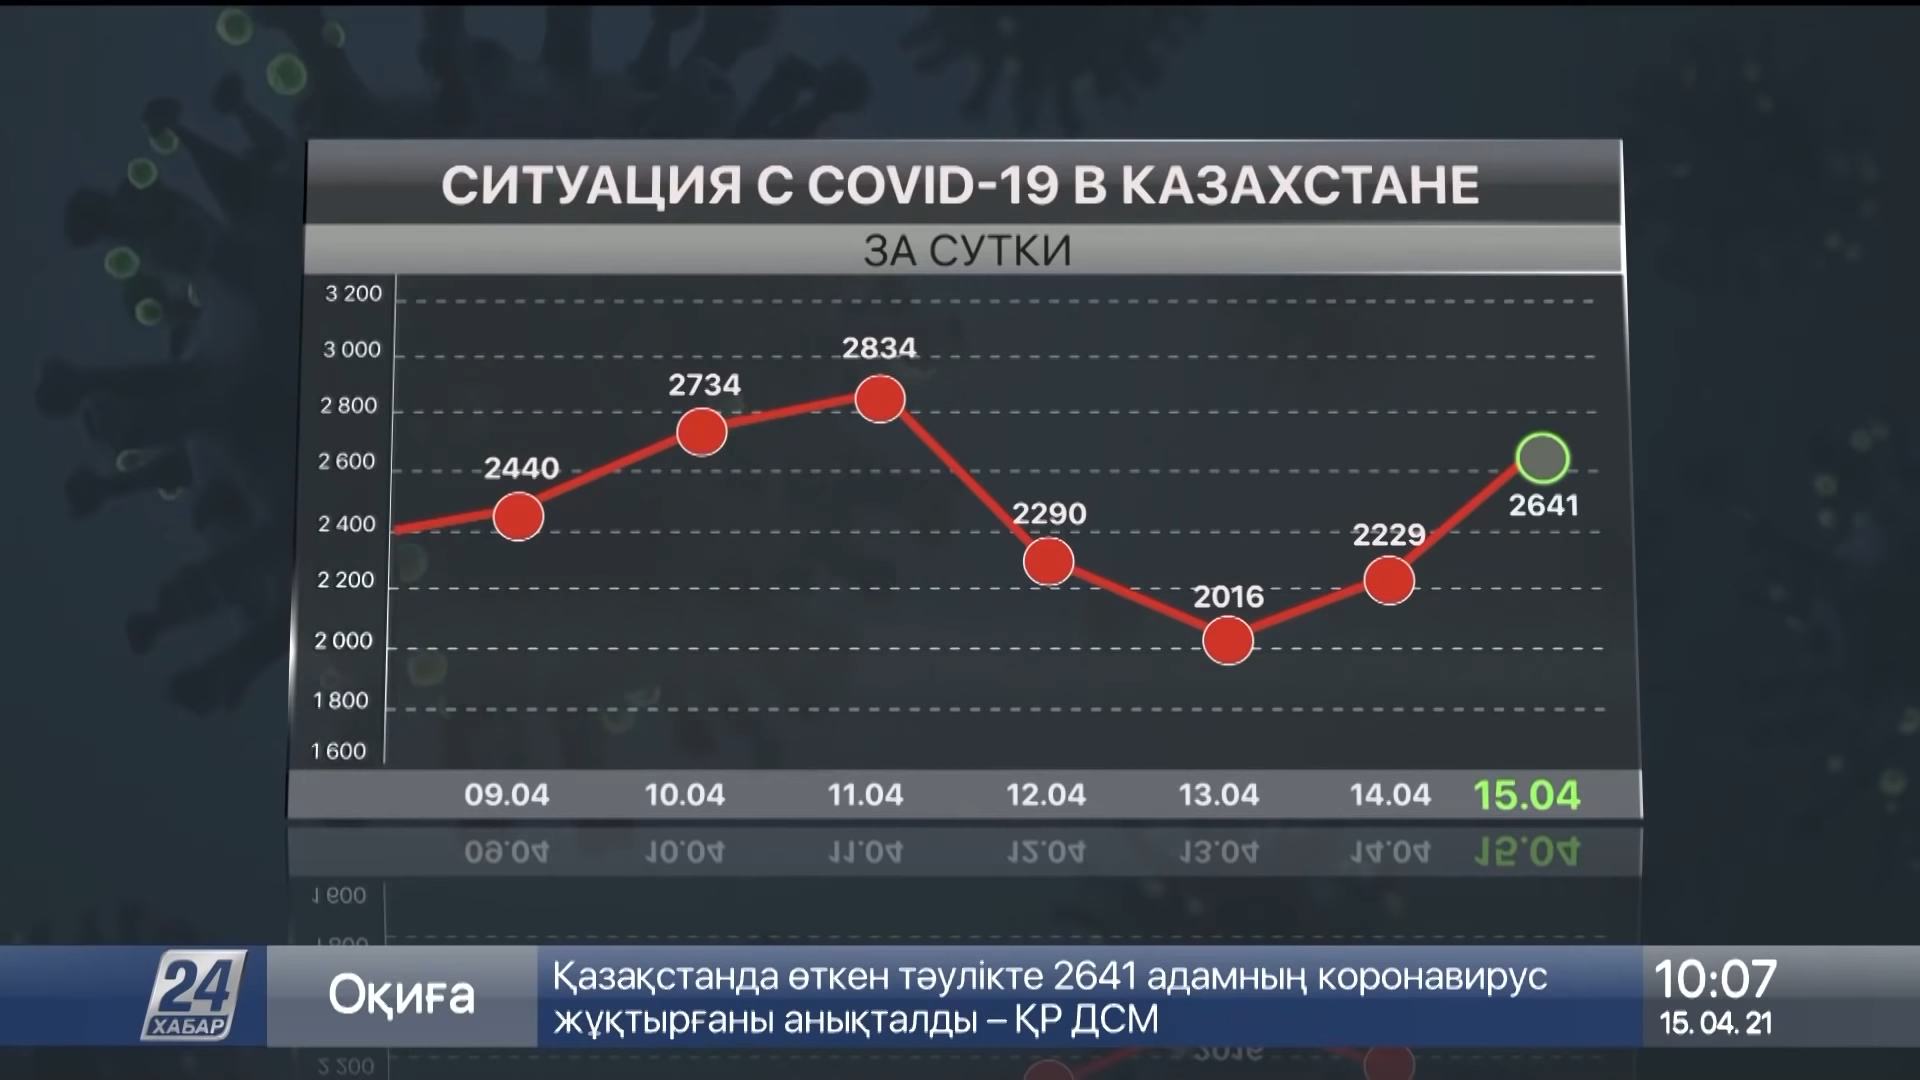 СИТУАЦИЯ С COVID-19 В КАЗАХСТАНЕ
ЗА СУТКИ
3 200
3 000
2 800
2 600
2 400
2 200
2 000
1 800
1 600
2440
2734
2834
2290
2016
2229
2641
09.04 10.04 11.04 12.04 13.04 14.04 15.04
24
ХАБАР
Оқиға
Қазақстанда өткен тәулікте 2641 адамның коронавирус
жұқтырғаны анықталды – ҚР ДСМ
10:07
15. 04. 21